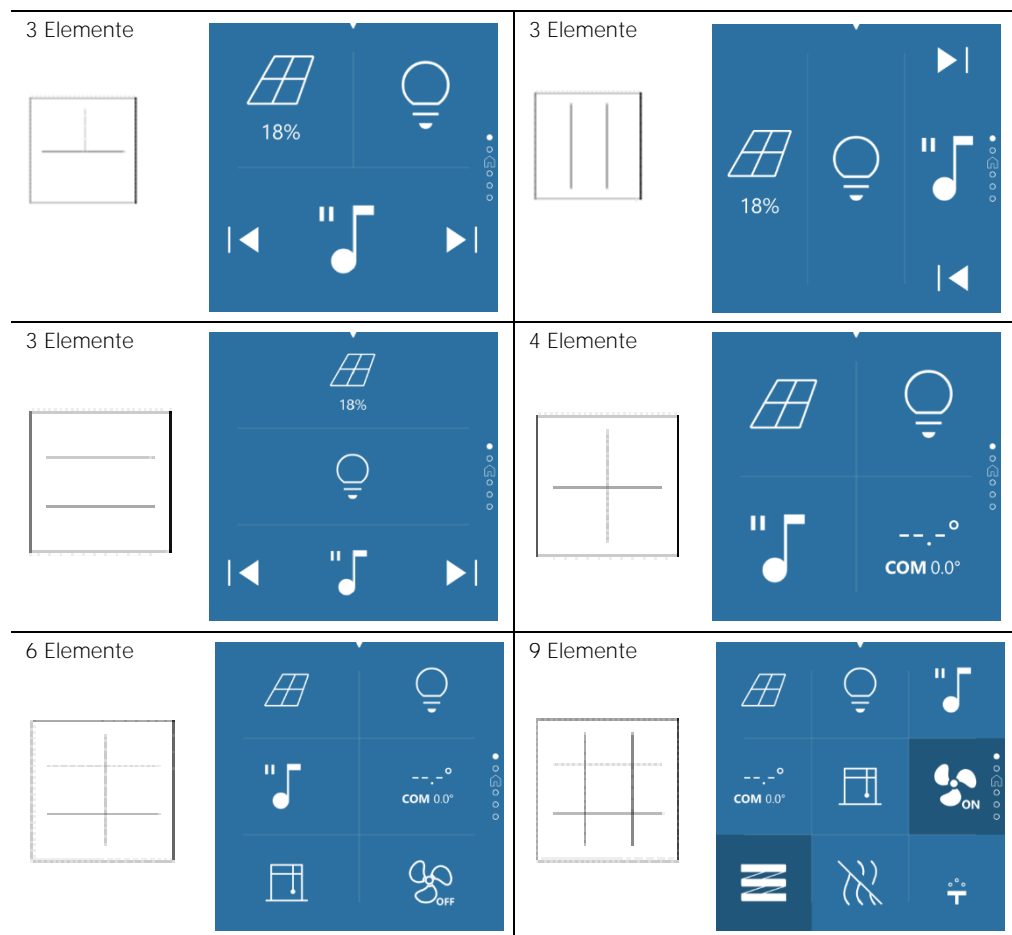 3 Elemente
18%
3 Elemente
18%
3 Elemente
18%
4 Elemente
--.-°
COM 0.0°
6 Elemente
--.-°
COM 0.0°
OFF
9 Elemente
--.-°
COM 0.0°
ON